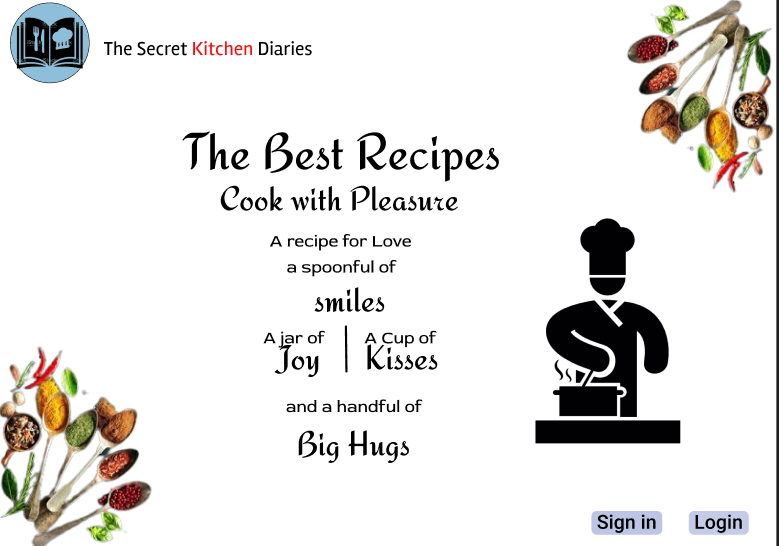 The Secret Kitchen Diaries
The Best Recipes
Cook with Pleasure
A recipe for Love
a spoonful of
smiles
A jar of
Joy
A Cup of
Kisses
and a handful of
Big Hugs
Sign in
Login